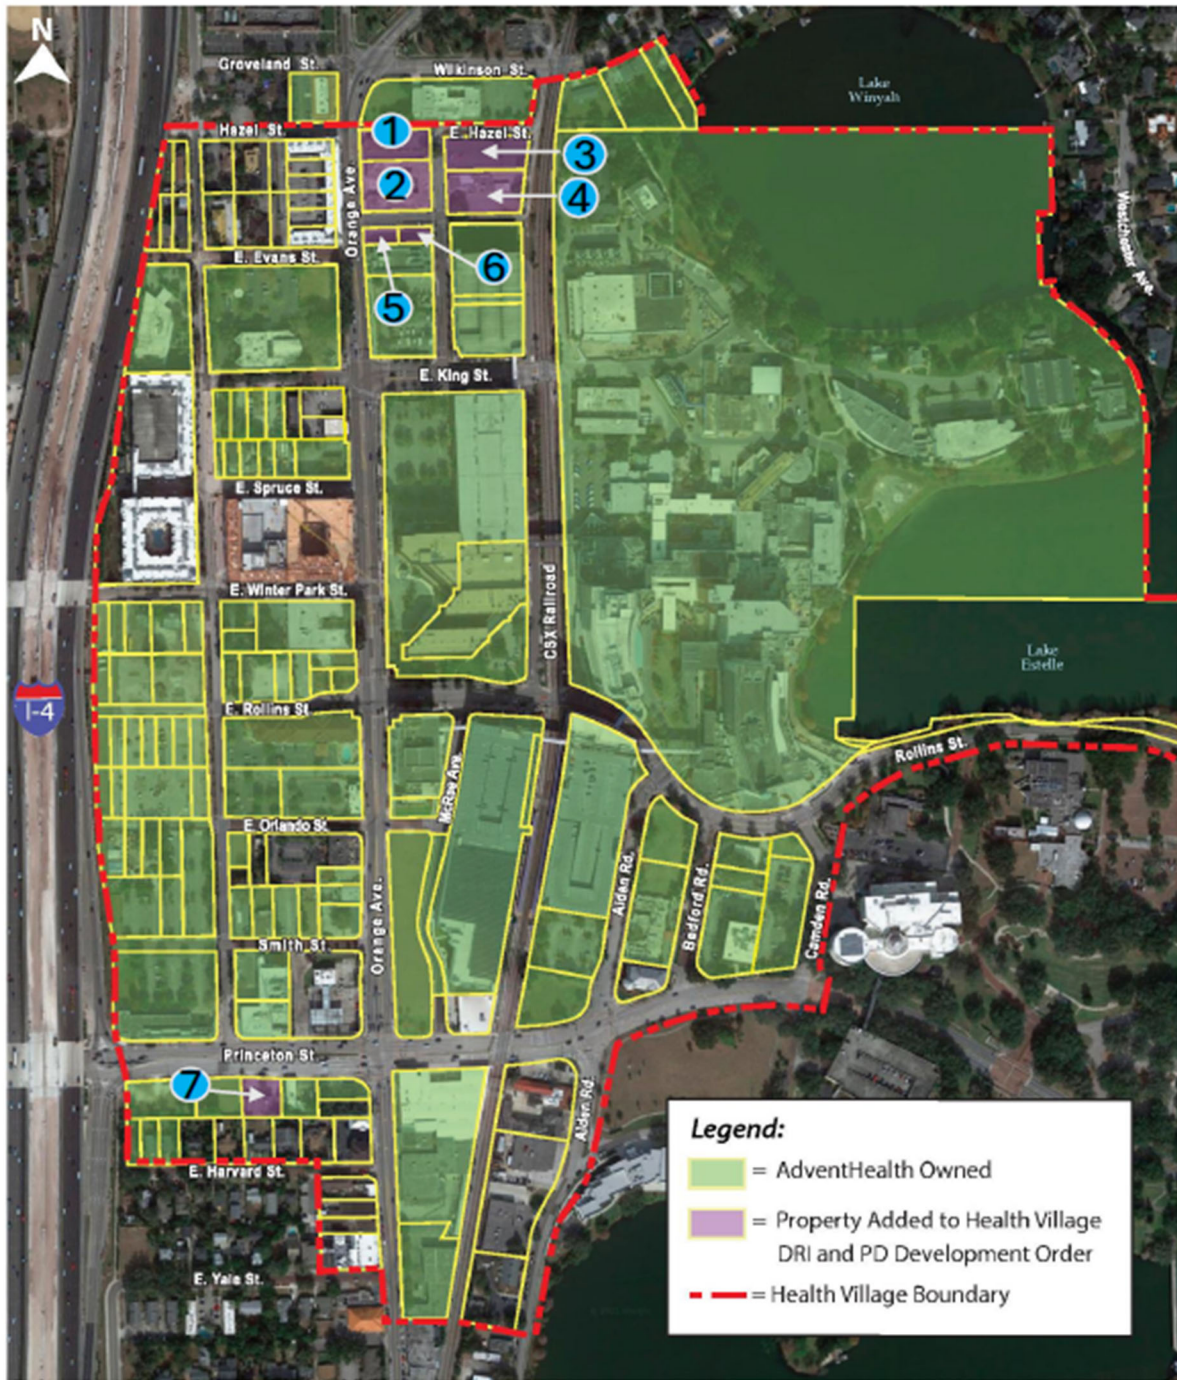 N
Groveland St.
Wilkinson St.
Lake
Winyah
Hazel St.
1
E. Hazel St.
3
2
4
Orange Ave
Westchester Ave.
E. Evans St.
6
5
E. King St.
E. Spruce St.
E. Winter Park St.
CSX Railroad
Lake
Estelle
I-4
E. Rollins St
Rollins St.
McRae Ave
E. Orlando St.
Alden Rd.
Bedford Rd.
Camden Rd.
Orange Ave.
Smith St.
Princeton St.
7
Alden Rd.
E. Harvard St.
E. Yale St.
Legend:
= AdventHealth Owned
= Property Added to Health Village
DRI and PD Development Order
= Health Village Boundary